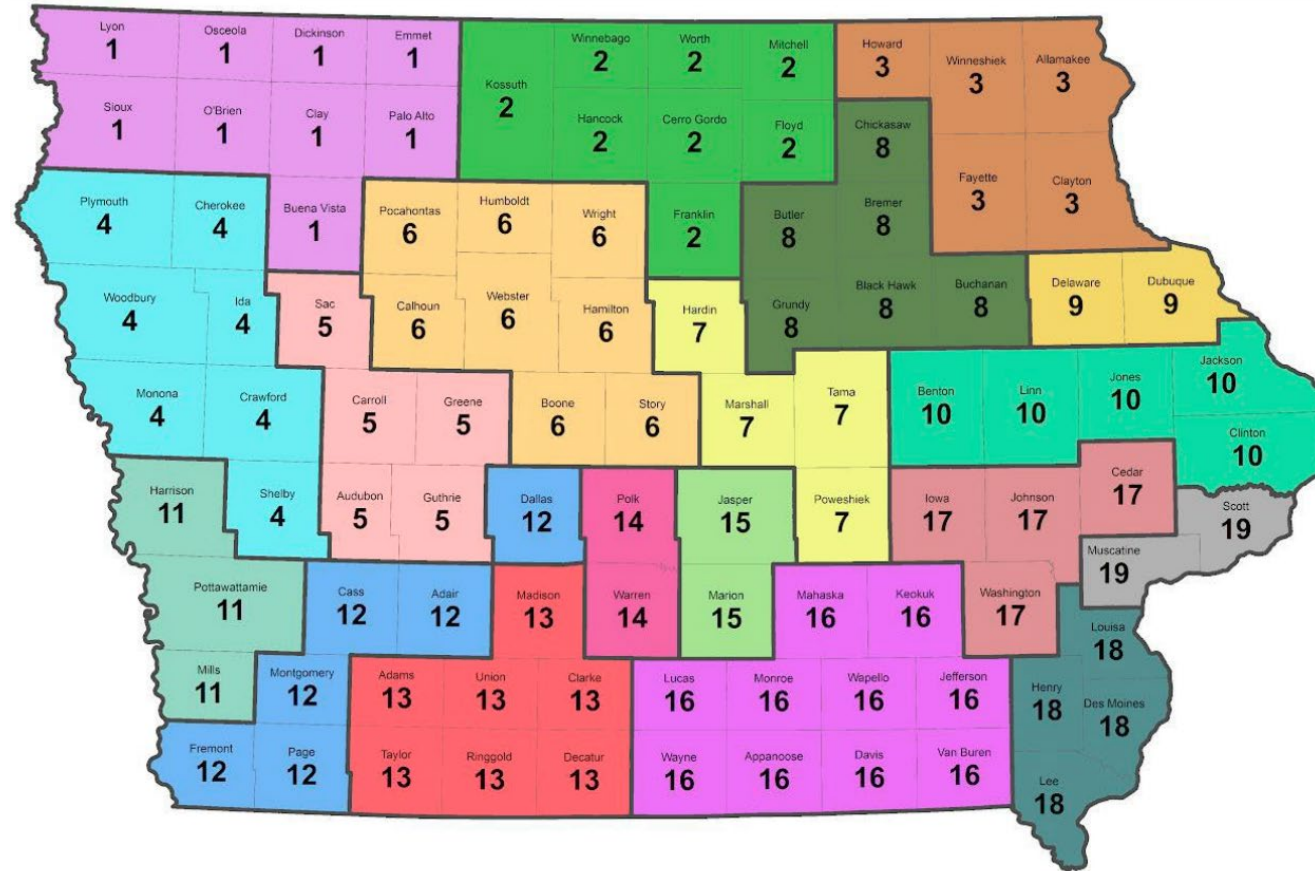 Lyon
1
Osceola
1
Dickinson
1
Emmet
1
Kossuth
2
Winnebago
2
Worth
2
Mitchell
2
Howard
3
Winneshiek
3
Allamakee
3
Sioux
1
O'Brien
1
Clay
1
Palo Alto
1
Hancock
2
Cerro Gordo
2
Floyd
2
Chickasaw
8
Plymouth
4
Cherokee
4
Buena Vista
1
Pocahontas
6
Humboldt
6
Wright
6
Franklin
2
Butler
8
Bremer
8
Fayette
3
Clayton
3
Woodbury
4
Ida
4
Sac
5
Calhoun
6
Webster
6
Hamilton
6
Hardin
7
Grundy
8
Black Hawk
8
Buchanan
8
Delaware
9
Dubuque
9
Monona
4
Crawford
4
Carroll
5
Greene
5
Boone
6
Story
6
Marshall
7
Tama
7
Benton
10
Linn
10
Jones
10
Jackson
10
Clinton
10
Harrison
11
Shelby
4
Audubon
5
Guthrie
5
Dallas
12
Polk
14
Jasper
15
Poweshiek
7
Iowa
17
Johnson
17
Cedar
17
Scott
19
Muscatine
19
Pottawattamie
11
Cass
12
Adair
12
Madison
13
Warren
14
Marion
15
Mahaska
16
Keokuk
16
Washington
17
Louisa
18
Mills
11
Montgomery
12
Adams
13
Union
13
Clarke
13
Lucas
16
Monroe
16
Wapello
16
Jefferson
16
Henry
18
Des Moines
18
Fremont
12
Page
12
Taylor
13
Ringgold
13
Decatur
13
Wayne
16
Appanoose
16
Davis
16
Van Buren
16
Lee
18